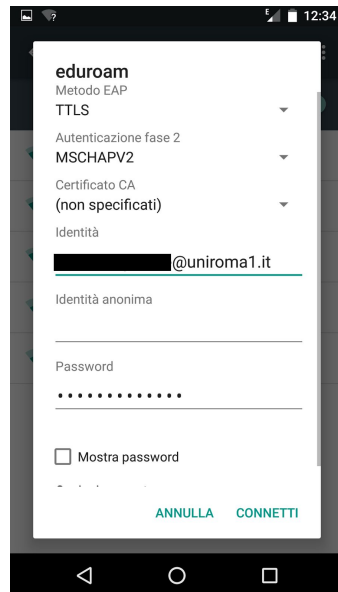 E
12:34
eduroam
Metodo EAP
TTLS
Autenticazione fase 2
MSCHAPV2
Certificato CA
(non specificati)
Identità
@uniroma1.it
Identità anonima
Password
•••••••••••••
Mostra password
ANNULLA CONNETTI